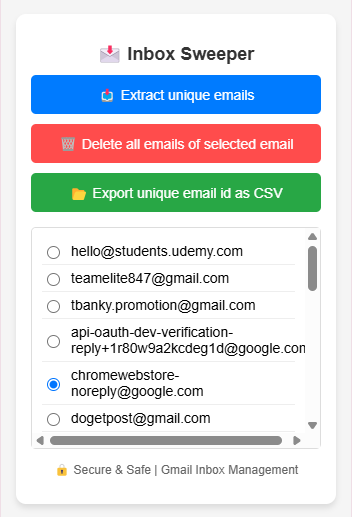 Inbox Sweeper
Extract unique emails
Delete all emails of selected email
Export unique email id as CSV
hello@students.udemy.com
teamelite847@gmail.com
tbanky.promotion@gmail.com
api-oauth-dev-verification-
reply+1r80w9a2kcdeg1d@google.com
chromewebstore-
noreply@google.com
dogetpost@gmail.com
Secure & Safe | Gmail Inbox Management